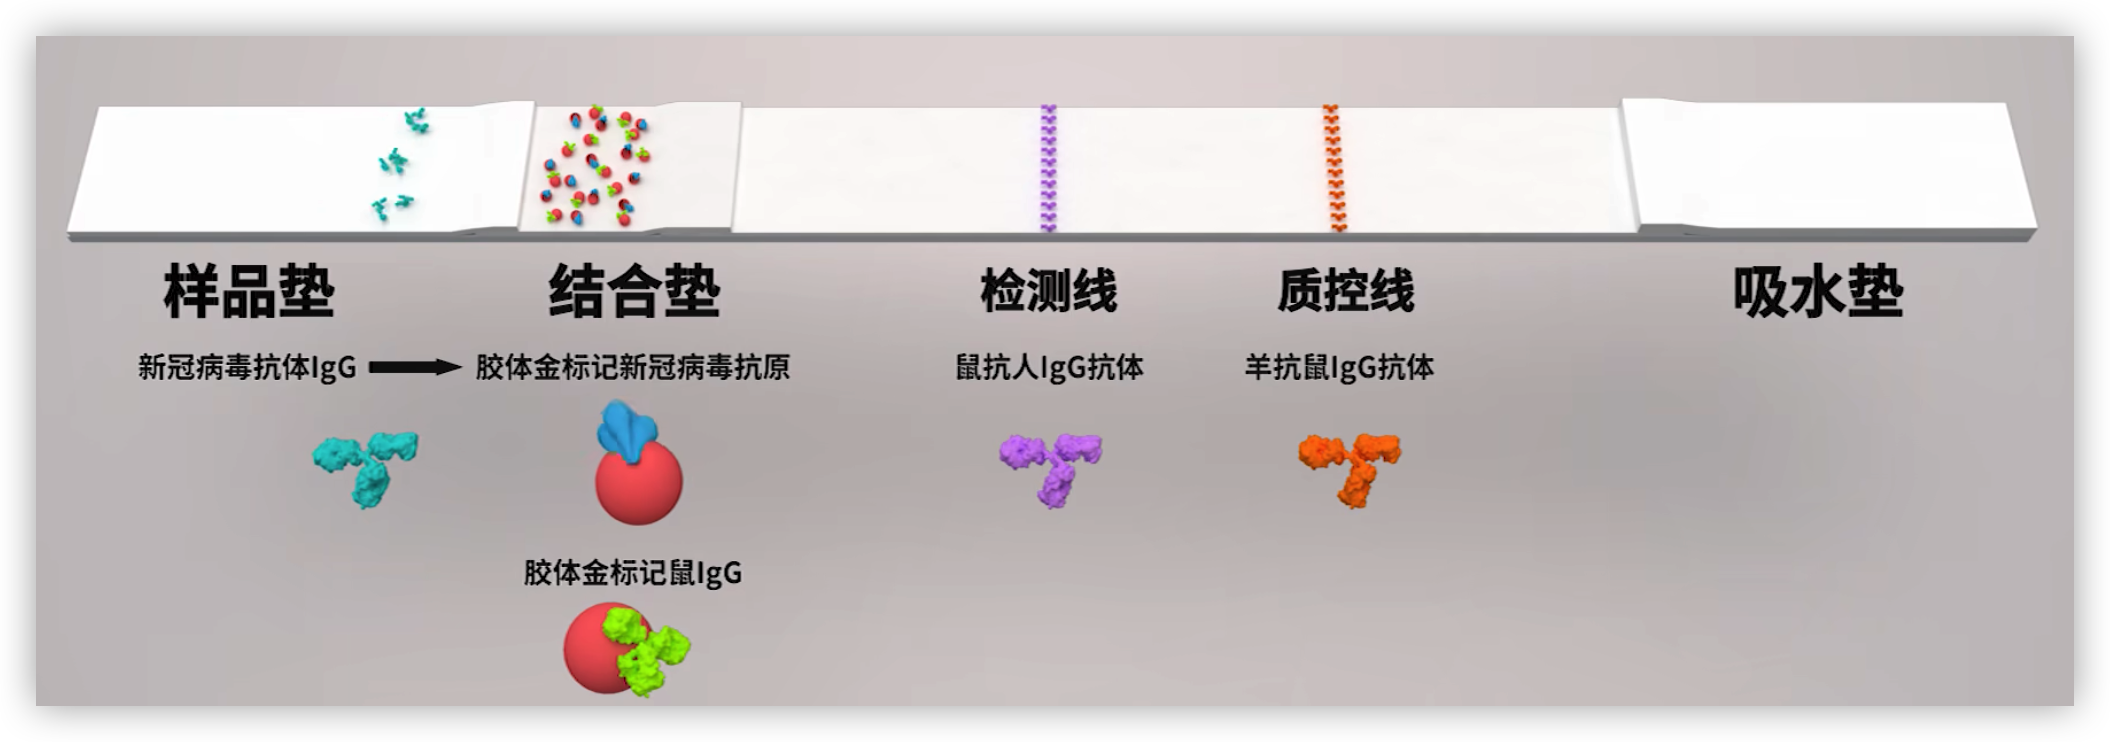 样品垫
结合垫
检测线
质控线
吸水垫
新冠病毒抗体IgG
胶体金标记新冠病毒抗原
鼠抗人IgG抗体
羊抗鼠IgG抗体
胶体金标记鼠IgG